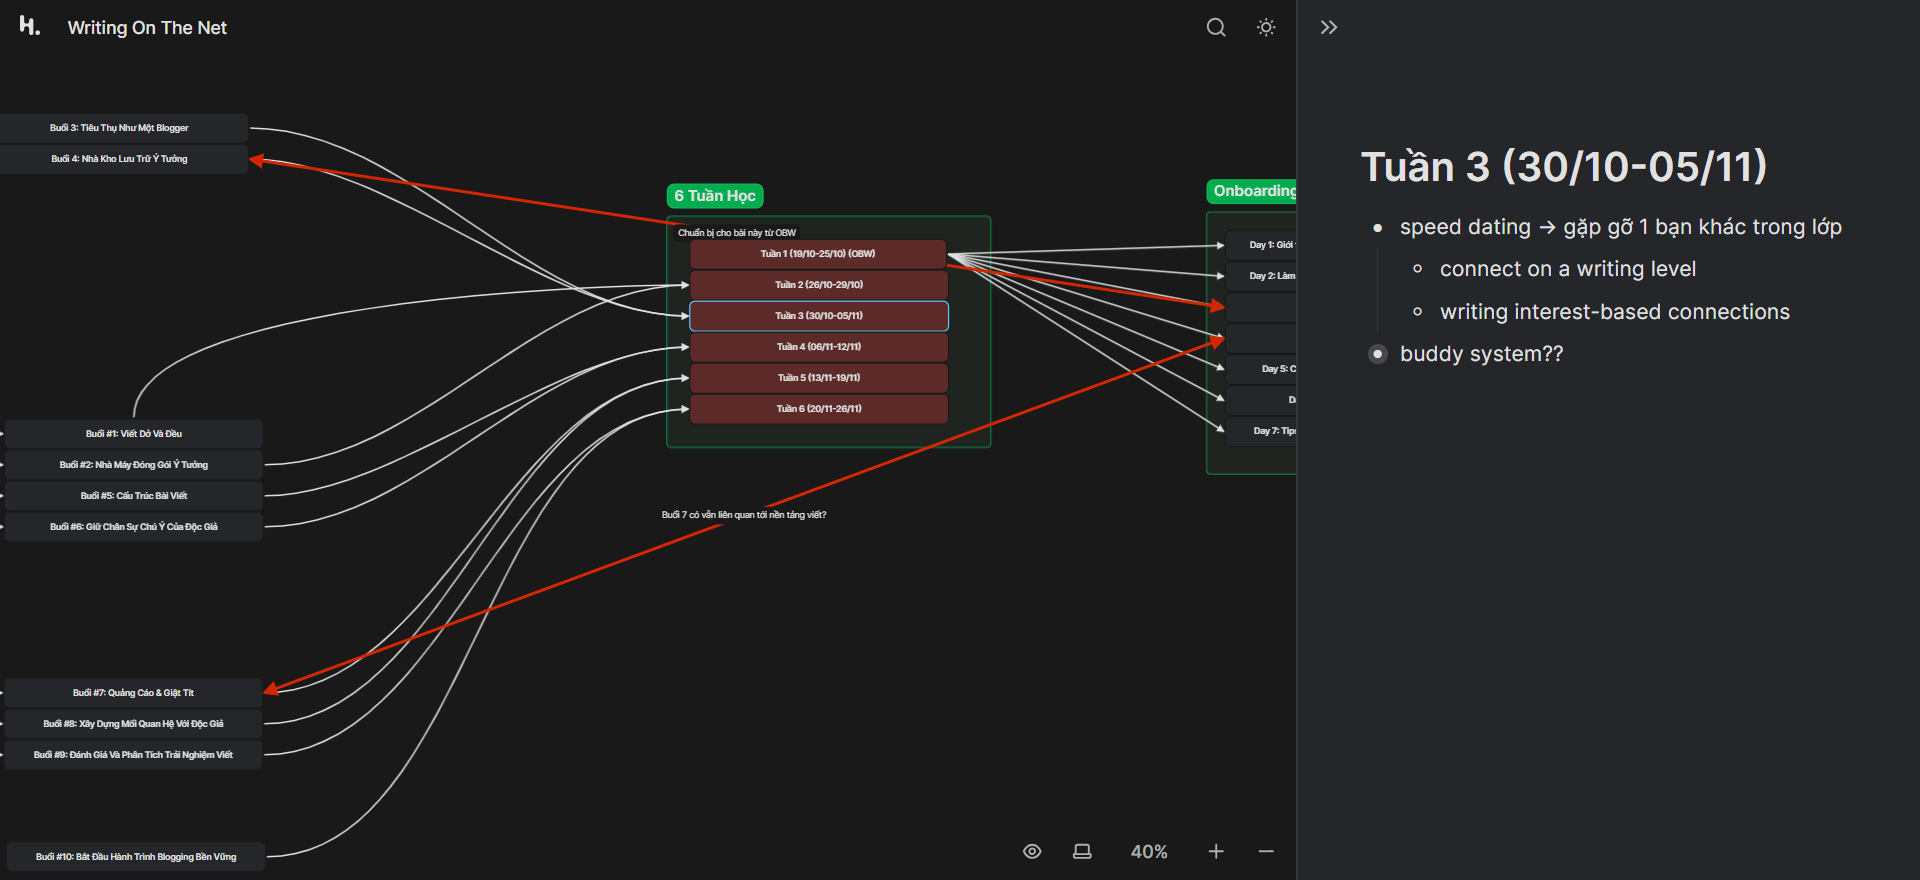 H.
Writing On The Net
Buổi 3: Tiêu Thụ Như Một Blogger
Buổi 4: Nhà Kho Lưu Trữ Ý Tưởng
6 Tuần Học
Chuẩn bị cho bài này từ OBW
Tuần 1 (19/10-25/10) (OBW)
Tuần 2 (26/10-29/10)
Tuần 3 (30/10-05/11)
Tuần 4 (06/11-12/11)
Tuần 5 (13/11-19/11)
Tuần 6 (20/11-26/11)
Onboarding
Day 1: Giới
Day 2: Làm
Day 5: C
D
Day 7: Tips
Buổi #1: Viết Dở Và Đều
Buổi #2: Nhà Máy Đóng Gói Ý Tưởng
Buổi #5: Cấu Trúc Bài Viết
Buổi #6: Giữ Chân Sự Chú Ý Của Độc Giả
Buổi 7 có vẫn liên quan tới nền tảng viết?
Buổi #7: Quảng Cáo & Giật Tít
Buổi #8: Xây Dựng Mối Quan Hệ Với Độc Giả
Buổi #9: Đánh Giá Và Phân Tích Trải Nghiệm Viết
Buổi #10: Bắt Đầu Hành Trình Blogging Bền Vững
40%
Tuần 3 (30/10-05/11)
speed dating → gặp gỡ 1 bạn khác trong lớp
connect on a writing level
writing interest-based connections
buddy system??